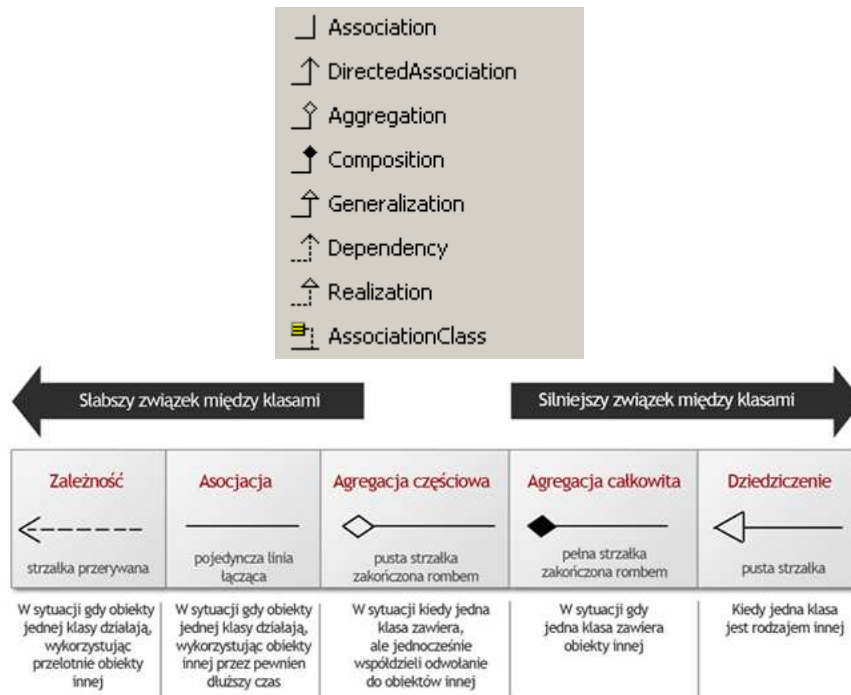 Association
DirectedAssociation
Aggregation
Composition
Generalization
Dependency
Realization
AssociationClass
Słabszy związek między klasami
Silniejszy związek między klasami
Zależność
strzałka przerywana
W sytuacji gdy obiekty
jednej klasy działają,
wykorzystując
przelotnie obiekty
innej
Asocjacja
pojedyncza linia
łącząca
W sytuacji gdy obiekty
jednej klasy działają,
wykorzystując obiekty
innej przez pewnien
dłuższy czas
Agregacja częściowa
pusta strzałka
zakończona rombem
W sytuacji kiedy jedna
klasa zawiera,
ale jednocześnie
współdzieli odwołanie
do obiektów innej
Agregacja całkowita
pełna strzałka
zakończona rombem
W sytuacji gdy
jedna klasa zawiera
obiekty innej
Dziedziczenie
pusta strzałka
Kiedy jedna klasa
jest rodzajem innej